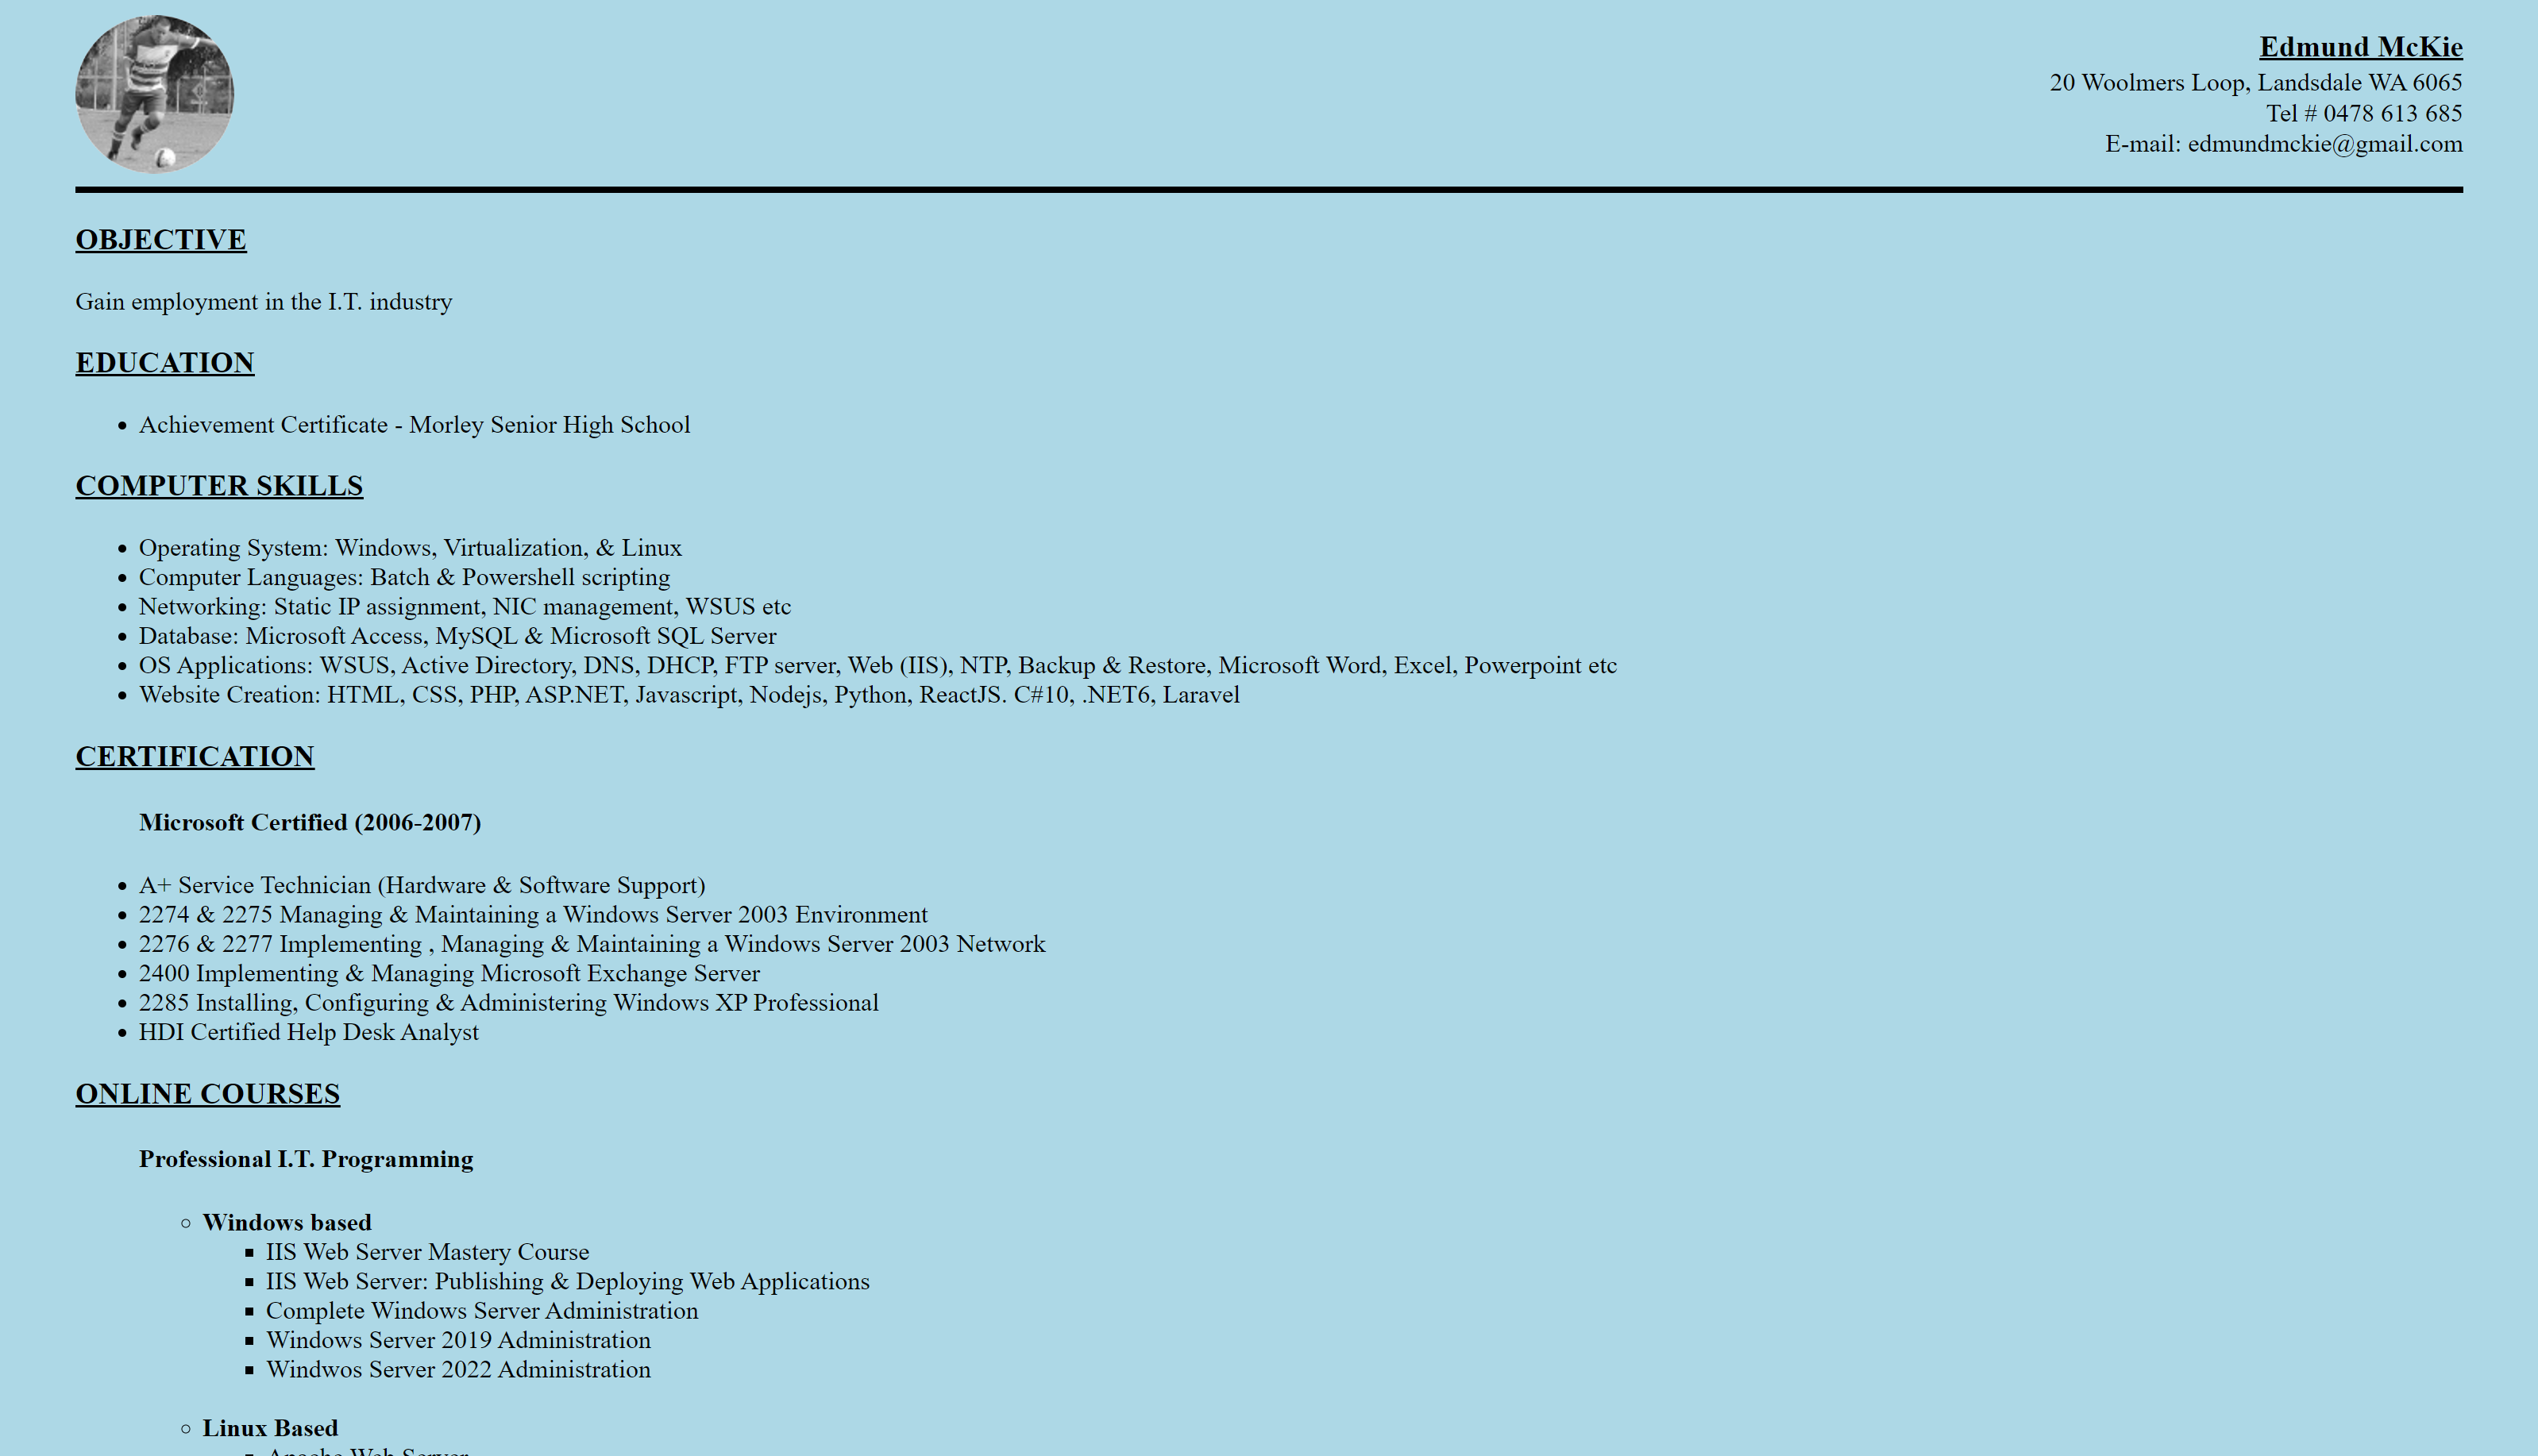 Edmund McKie
20 Woolmers Loop, Landsdale WA 6065
Tel # 0478 613 685
E-mail: edmundmckie@gmail.com
OBJECTIVE
Gain employment in the I.T. industry
EDUCATION
Achievement Certificate - Morley Senior High School
COMPUTER SKILLS
Operating System: Windows, Virtualization, & Linux
Computer Languages: Batch & Powershell scripting
Networking: Static IP assignment, NIC management, WSUS etc
Database: Microsoft Access, MySQL & Microsoft SQL Server
OS Applications: WSUS, Active Directory, DNS, DHCP, FTP server, Web (IIS), NTP, Backup & Restore, Microsoft Word, Excel, Powerpoint etc
Website Creation: HTML, CSS, PHP, ASP.NET, Javascript, Nodejs, Python, ReactJS. C#10, .NET6, Laravel
CERTIFICATION
Microsoft Certified (2006-2007)
A+ Service Technician (Hardware & Software Support)
2274 & 2275 Managing & Maintaining a Windows Server 2003 Environment
2276 & 2277 Implementing , Managing & Maintaining a Windows Server 2003 Network
2400 Implementing & Managing Microsoft Exchange Server
2285 Installing, Configuring & Administering Windows XP Professional
HDI Certified Help Desk Analyst
ONLINE COURSES
Professional I.T. Programming
Windows based
IIS Web Server Mastery Course
IIS Web Server: Publishing & Deploying Web Applications
Complete Windows Server Administration
Windows Server 2019 Administration
Windwos Server 2022 Administration
Linux Based
Apache Web Server